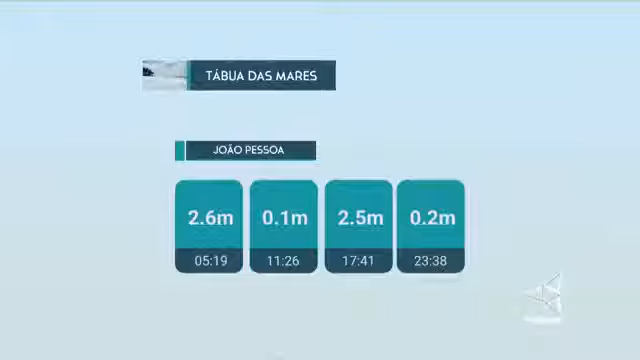 TÁBUA DAS MARES
JOÃO PESSOA
2.6m 0.1m 2.5m 0.2m
05:19 11:26 17:41 23:38